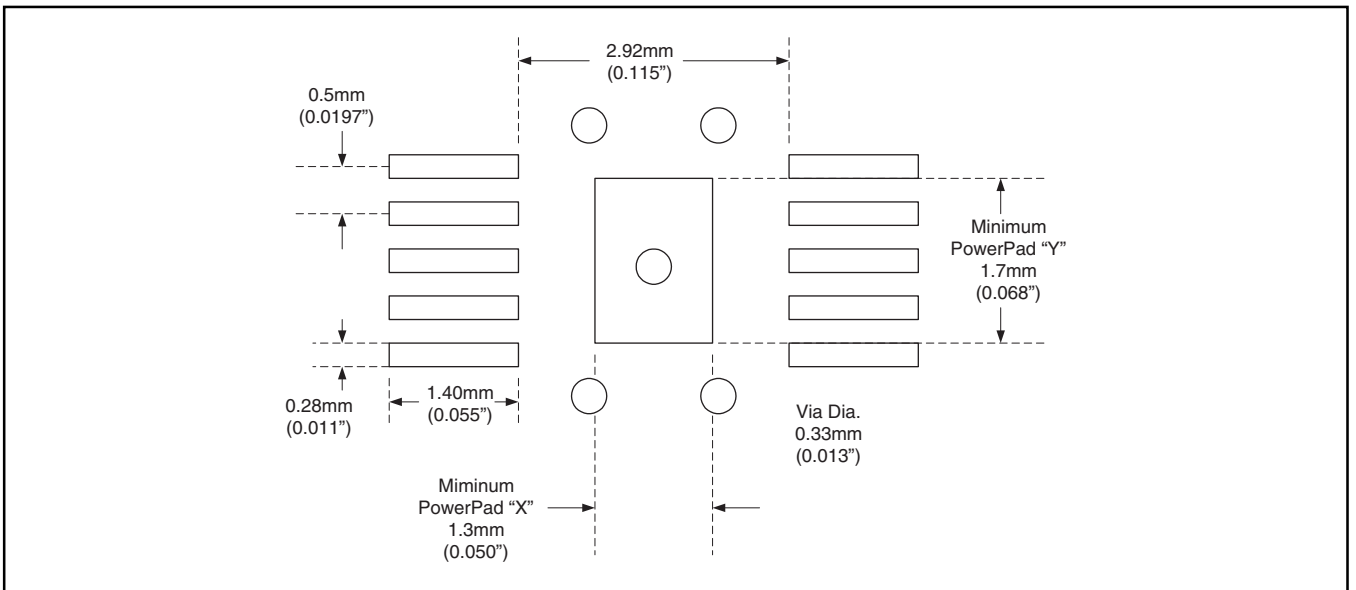 2.92mm
(0.115”)
0.5mm
(0.0197”)
Minimum
PowerPad “Y”
1.7mm
(0.068”)
0.28mm
(0.011”)
1.40mm
(0.055”)
Via Dia.
0.33mm
(0.013”)
Miminum
PowerPad “X”
1.3mm
(0.050”)